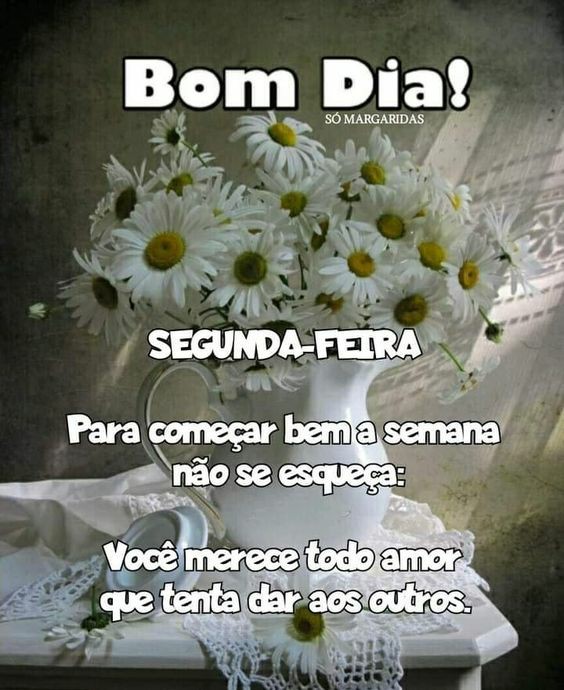 Bom Dia!
SÓ MARGARIDAS
SEGUNDA-FEIRA
Para começar bem a semana
não se esqueça:
Você merece todo amor
que tenta dar aos outros.